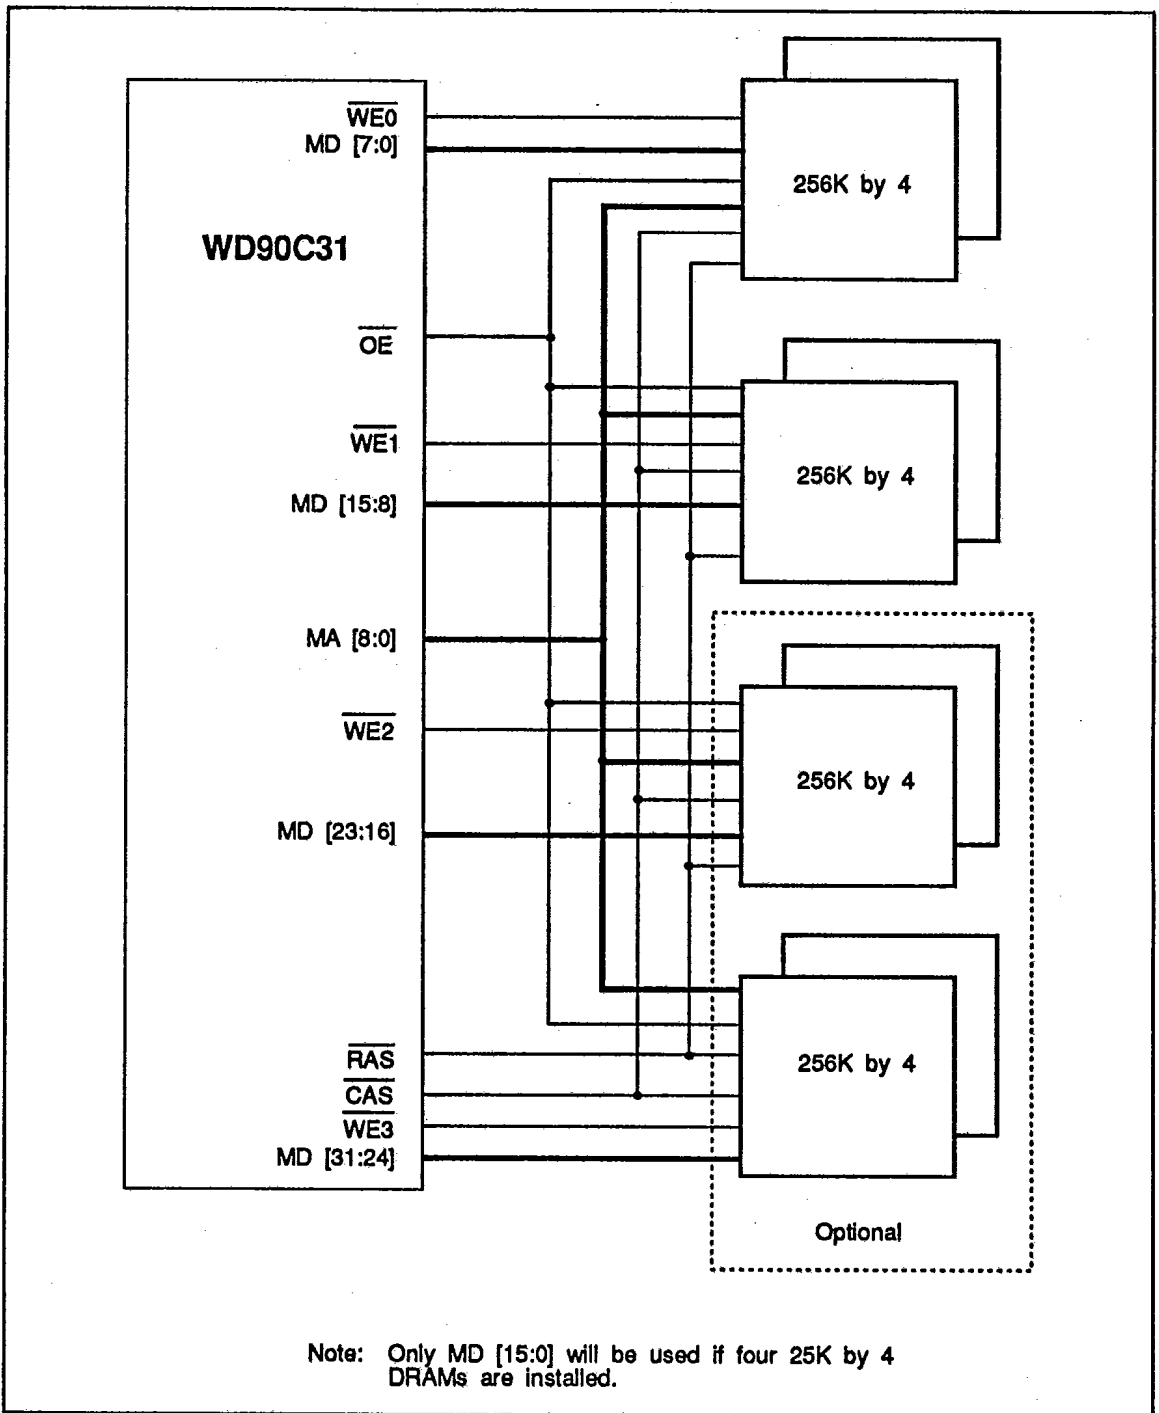 WE0
MD [7:0]
256K by 4
WD90C31
OE
WE1
256K by 4
MD [15:8]
MA [8:0]
WE2
256K by 4
MD [23:16]
RAS
256K by 4
CAS
WE3
MD [31:24]
Optional
Note: Only MD [15:0] will be used if four 25K by 4
DRAMs are installed.